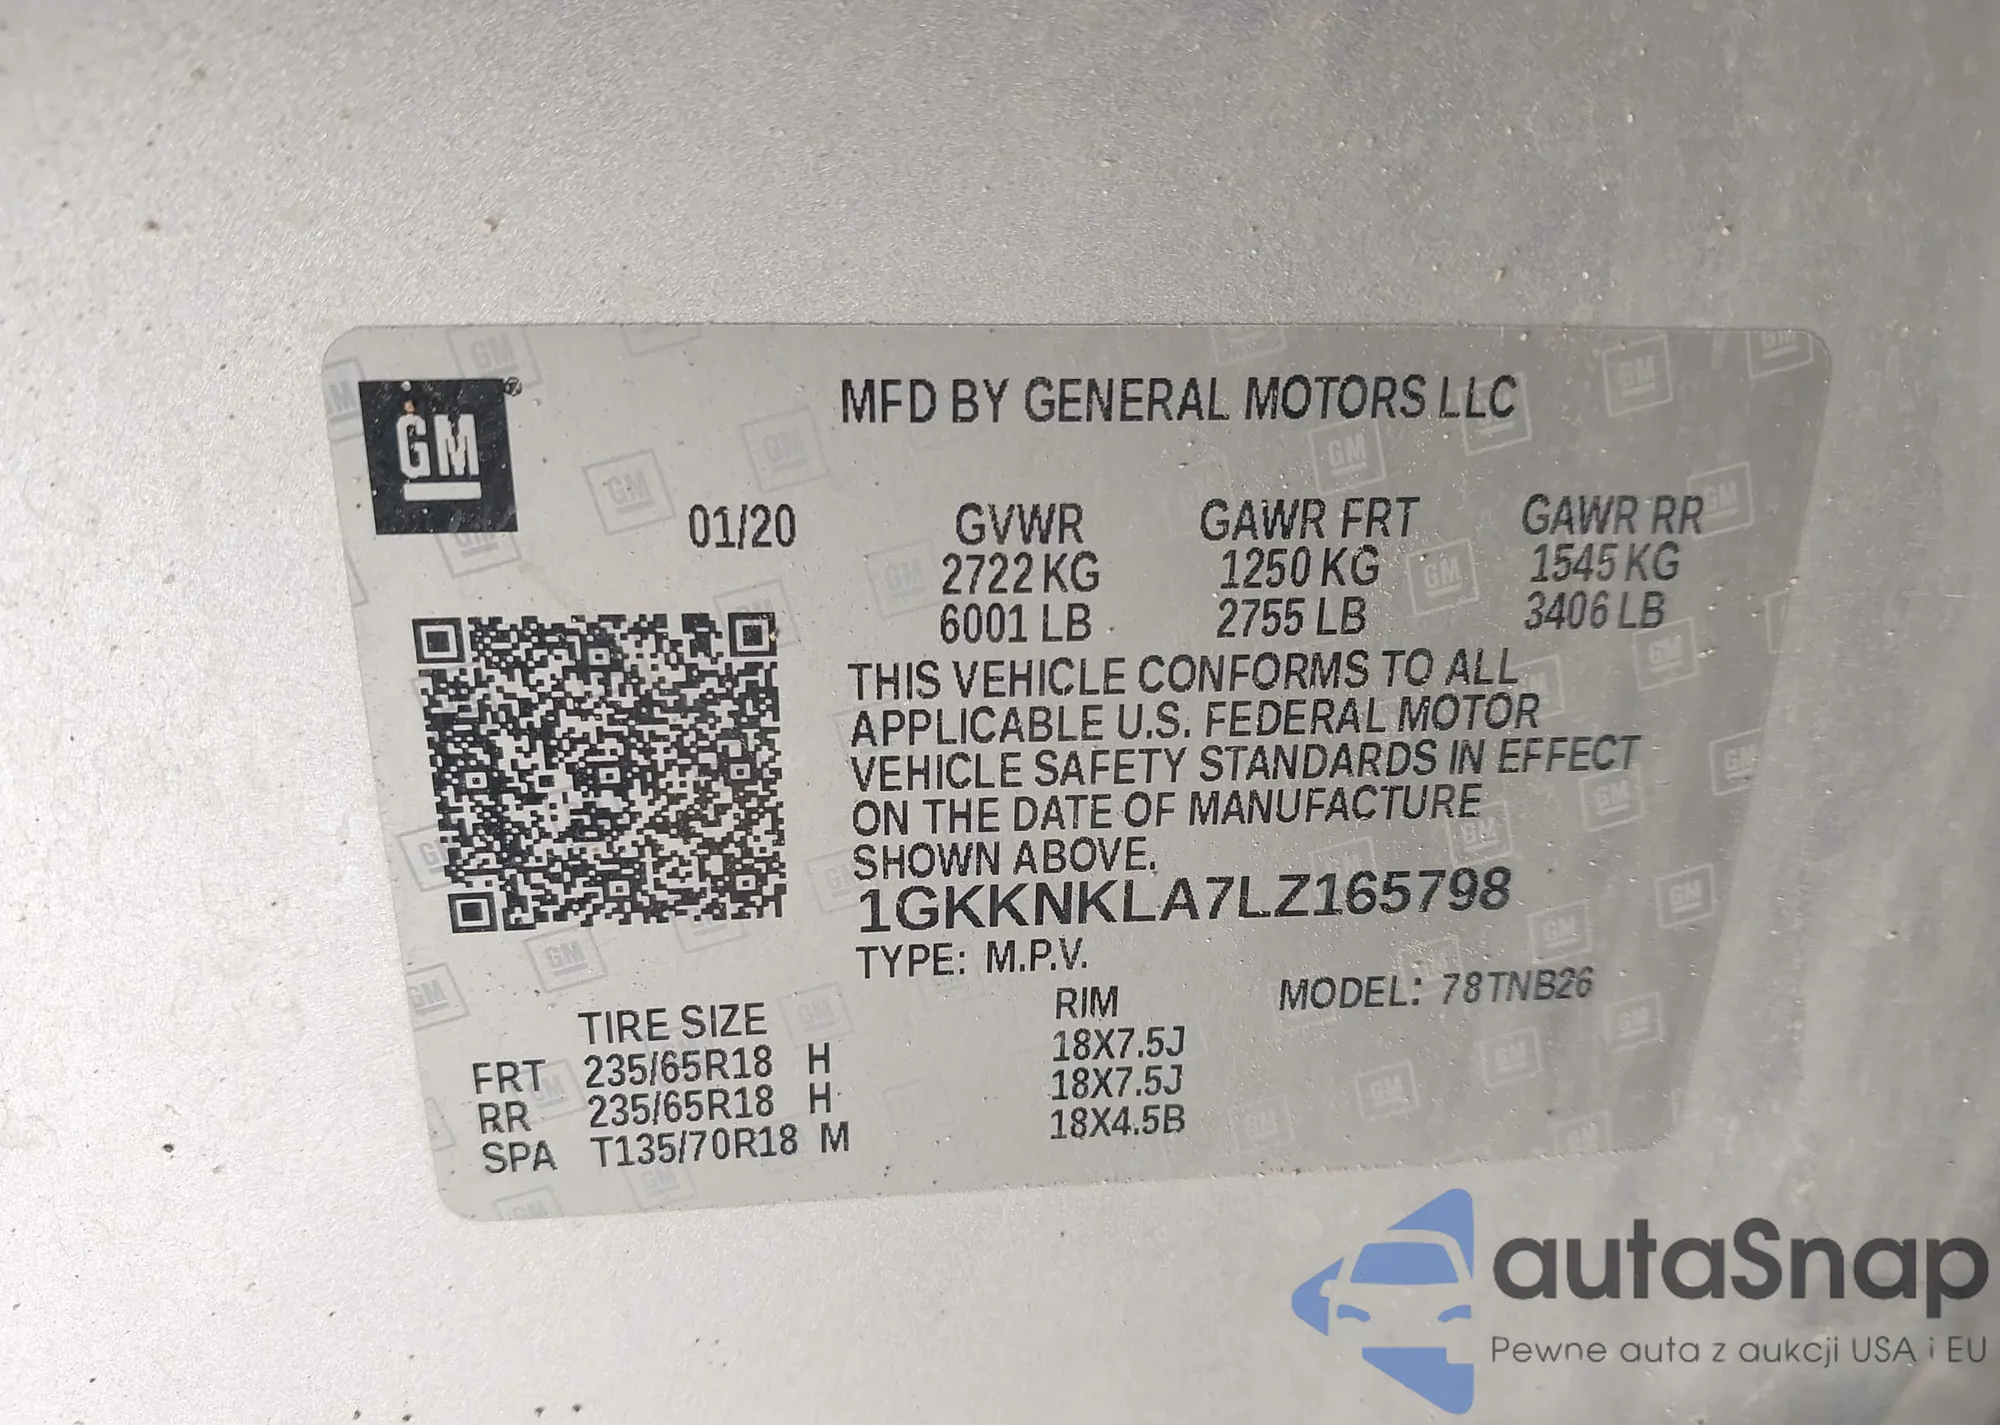 GM®
MFD BY GENERAL MOTORS LLC
01/20 GVWR GAWR FRT GAWR RR
2722 KG 1250 KG 1545 KG
6001 LB 2755 LB 3406 LB
THIS VEHICLE CONFORMS TO ALL
APPLICABLE U.S. FEDERAL MOTOR
VEHICLE SAFETY STANDARDS IN EFFECT
ON THE DATE OF MANUFACTURE
SHOWN ABOVE.
1GKKNKLA7LZ165798
TYPE: M.P.V.
MODEL: 78TNB26
TIRE SIZE RIM
FRT 235/65R18 H 18X7.5J
RR 235/65R18 H 18X7.5J
SPA T135/70R18 M 18X4.5B
autaSnap
Pewne auta z aukcji USA i EU